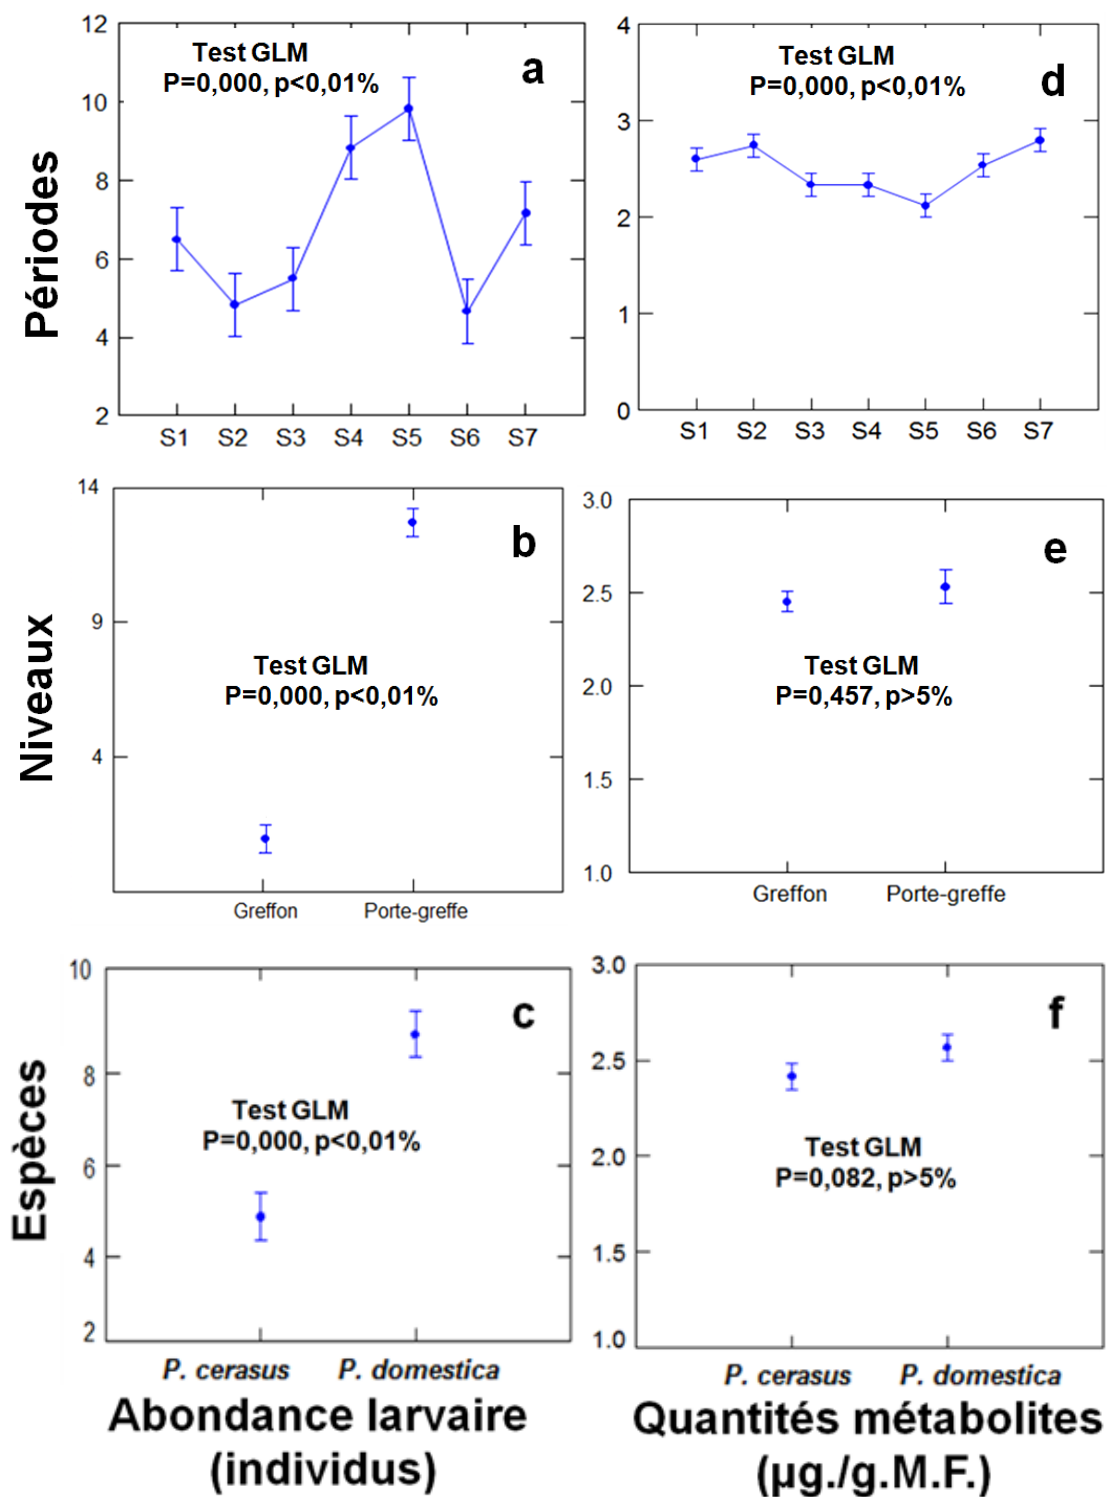 Périodes
12
10
8
6
4
2
Test GLM
P=0,000, p<0,01%
a
S1 S2 S3 S4 S5 S6 S7
4
3
2
1
0
Test GLM
P=0,000, p<0,01%
d
S1 S2 S3 S4 S5 S6 S7
Niveaux
14
9
4
b
Test GLM
P=0,000, p<0,01%
Greffon Porte-greffe
3.0
2.5
2.0
1.5
1.0
e
Test GLM
P=0,457, p>5%
Greffon Porte-greffe
Espèces
10
8
6
4
2
c
Test GLM
P=0,000, p<0,01%
P. cerasus P. domestica
3.0
2.5
2.0
1.5
1.0
f
Test GLM
P=0,082, p>5%
P. cerasus P. domestica
Abondance larvaire
(individus)
Quantités métabolites
(µg./g.M.F.)